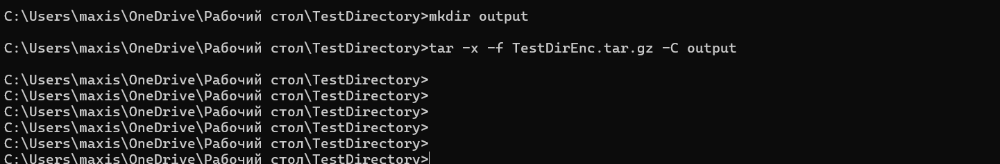 C:\Users\maxis\OneDrive\Рабочий стол\TestDirectory>mkdir output
C:\Users\maxis\OneDrive\Рабочий стол\TestDirectory>tar -x -f TestDirEnc.tar.gz -C output
C:\Users\maxis\OneDrive\Рабочий стол\TestDirectory>
C:\Users\maxis\OneDrive\Рабочий стол\TestDirectory>
C:\Users\maxis\OneDrive\Рабочий стол\TestDirectory>
C:\Users\maxis\OneDrive\Рабочий стол\TestDirectory>
C:\Users\maxis\OneDrive\Рабочий стол\TestDirectory>
C:\Users\maxis\OneDrive\Рабочий стол\TestDirectory>